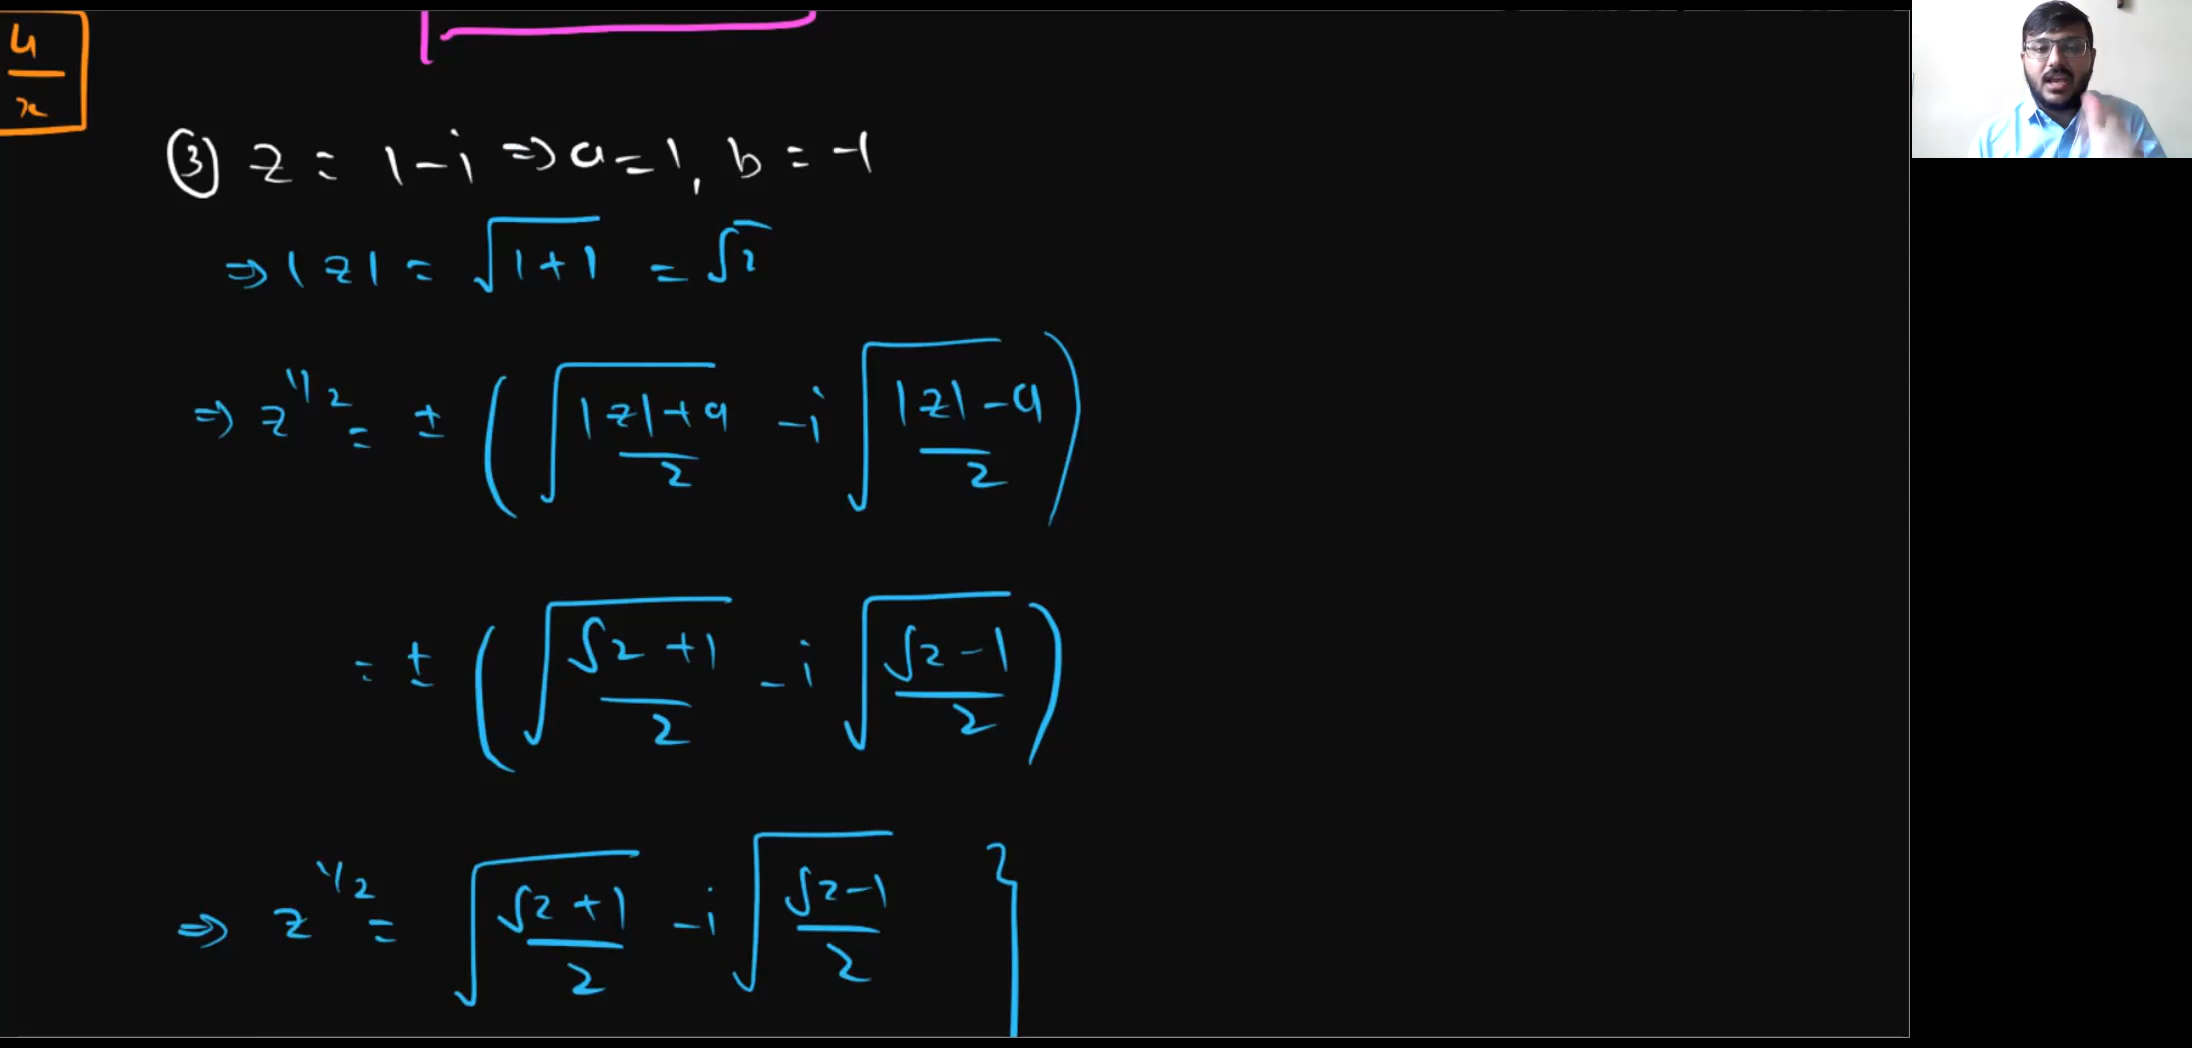 4
x
③ z = 1 - i ⇒ a = 1, b = -1
⇒ |z| = √(1+1) = √2
⇒ z^1/2 = ± ( √((|z|+a)/2) - i √((|z|-a)/2) )
= ± ( √((√2+1)/2) - i √((√2-1)/2) )
⇒ z^1/2 = √((√2+1)/2) - i √((√2-1)/2) }